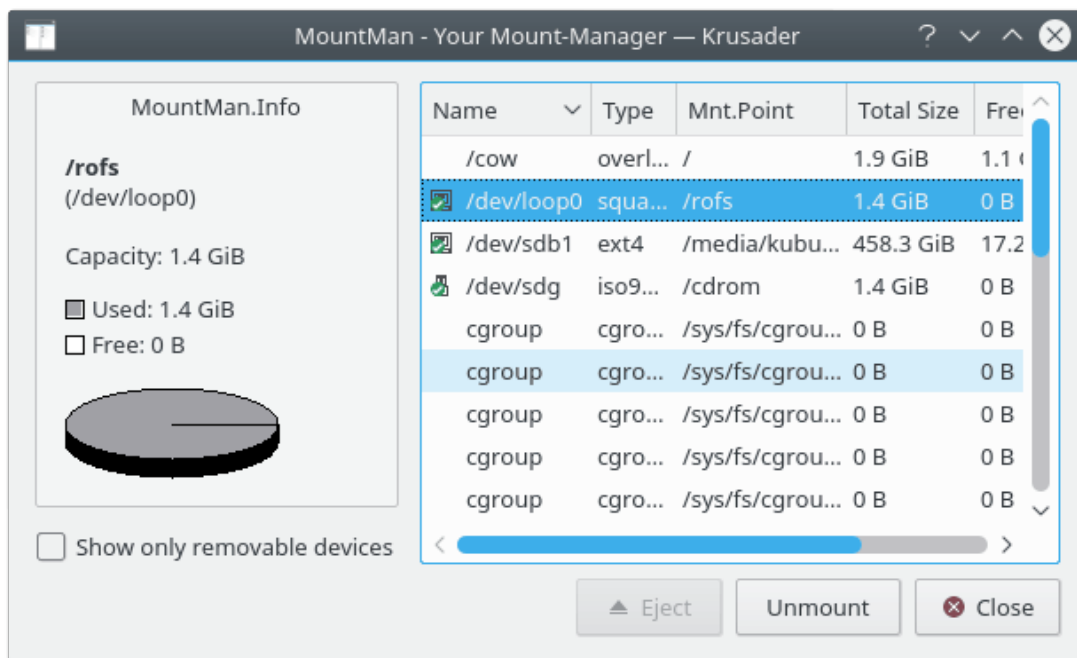 MountMan - Your Mount-Manager — Krusader
MountMan.Info
/rofs
(/dev/loop0)
Capacity: 1.4 GiB
Used: 1.4 GiB
Free: 0 B
Show only removable devices
Name Type Mnt.Point Total Size Fre
/cow overl... / 1.9 GiB 1.1
/dev/loop0 squa... /rofs 1.4 GiB 0 B
/dev/sdb1 ext4 /media/kubu... 458.3 GiB 17.2
/dev/sdg iso9... /cdrom 1.4 GiB 0 B
cgroup cgro... /sys/fs/cgrou... 0 B 0 B
cgroup cgro... /sys/fs/cgrou... 0 B 0 B
cgroup cgro... /sys/fs/cgrou... 0 B 0 B
cgroup cgro... /sys/fs/cgrou... 0 B 0 B
cgroup cgro... /sys/fs/cgrou... 0 B 0 B
Eject Unmount Close